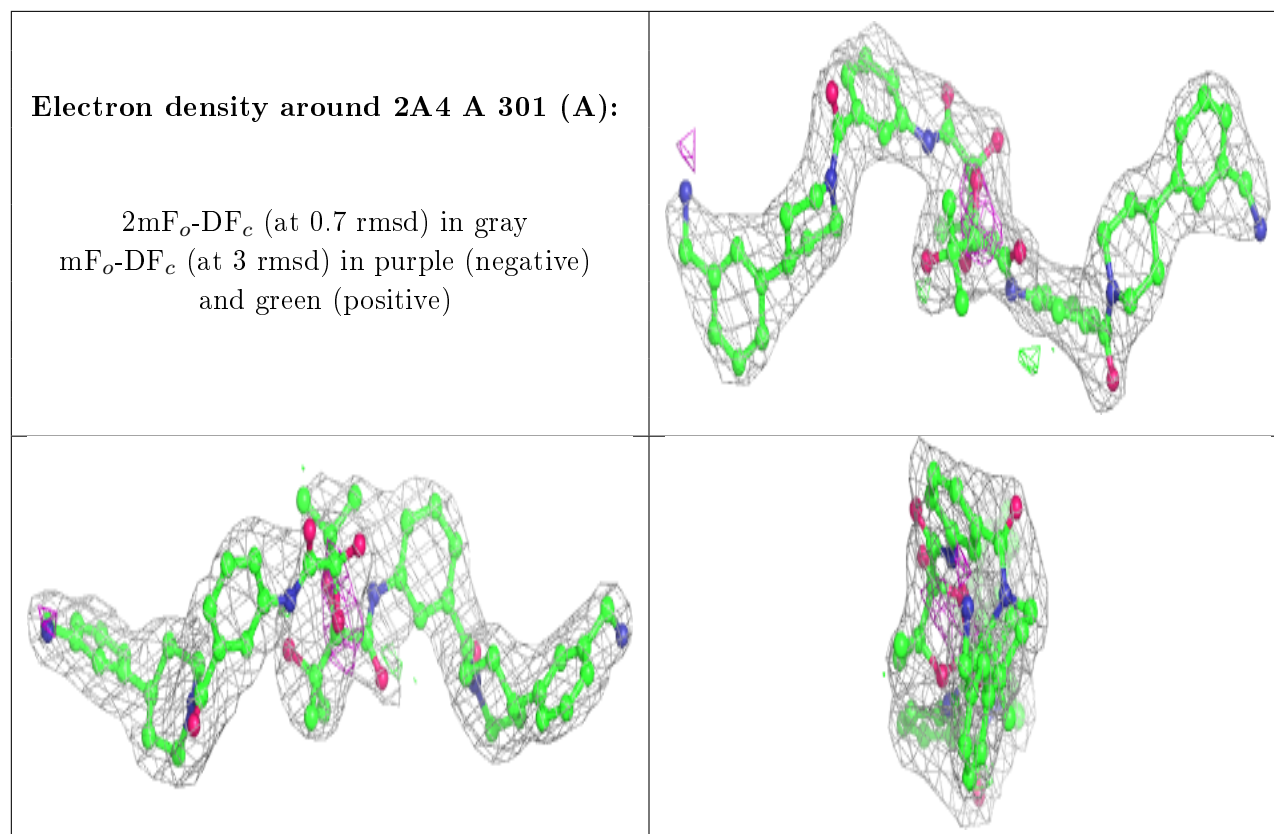 Electron density around 2A4 A 301 (A):
2mFₒ-DF𝒸 (at 0.7 rmsd) in gray
mFₒ-DF𝒸 (at 3 rmsd) in purple (negative)
and green (positive)